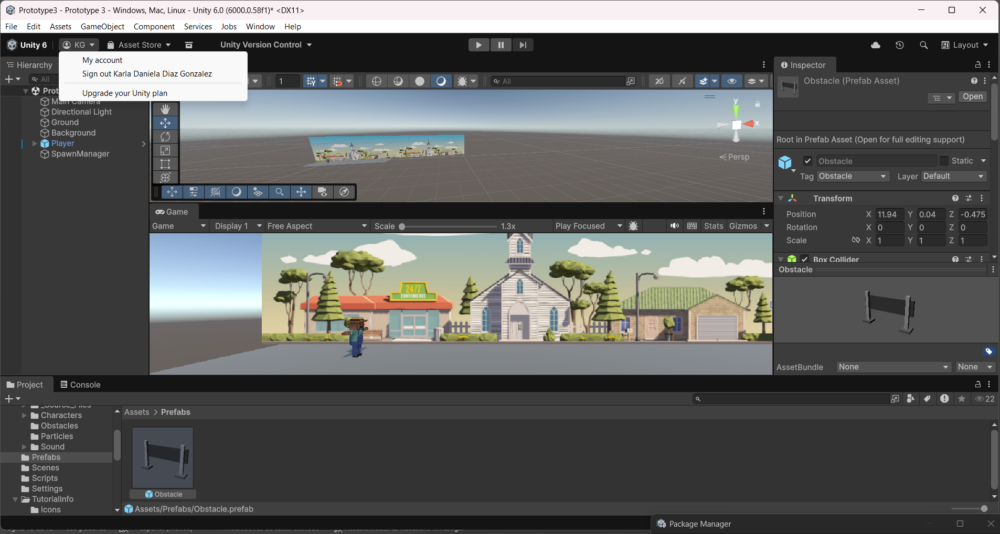 Prototype3 - Prototype 3 - Windows, Mac, Linux - Unity 6.0 (6000.0.58f1)* <DX11>
File Edit Assets GameObject Component Services Jobs Window Help
Unity 6 KG Asset Store Unity Version Control Layout
My account
Sign out Karla Daniela Diaz Gonzalez
Upgrade your Unity plan
Hierarchy
All
Prot
Main Camera
Directional Light
Ground
Background
Player
SpawnManager
1 All 2D
y
x
Persp
Game
Game Display 1 Free Aspect Scale 1.3x Play Focused Stats Gizmos
24/7
CONVENIENCE
Inspector
Obstacle (Prefab Asset)
Open
Root in Prefab Asset (Open for full editing support)
Obstacle Static
Tag Obstacle Layer Default
Transform
Position X 11.94 Y 0.04 Z -0.475
Rotation X 0 Y 0 Z 0
Scale X 1 Y 1 Z 1
Box Collider
Obstacle
AssetBundle None None
Project Console
22
_Source_Files
Characters
Obstacles
Particles
Sound
Prefabs
Scenes
Scripts
Settings
TutorialInfo
Icons
Assets > Prefabs
Obstacle
Assets/Prefabs/Obstacle.prefab
Package Manager